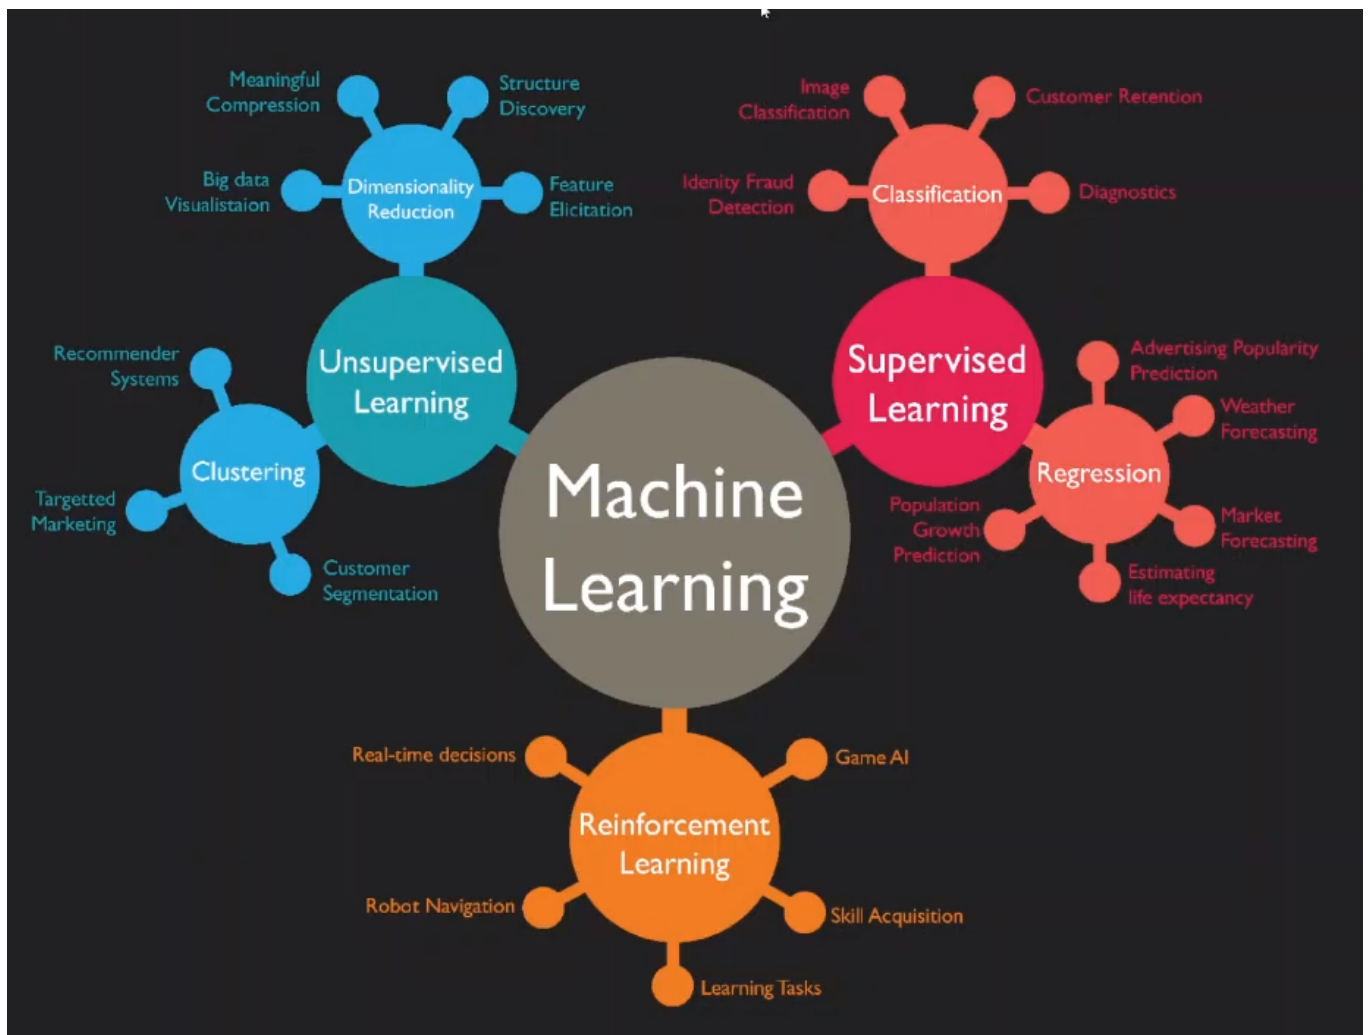 Meaningful
Compression
Structure
Discovery
Big data
Visualistaion
Dimensionality
Reduction
Feature
Elicitation
Image
Classification
Customer Retention
Idenity Fraud
Detection
Classification
Diagnostics
Recommender
Systems
Unsupervised
Learning
Clustering
Targetted
Marketing
Customer
Segmentation
Supervised
Learning
Advertising Popularity
Prediction
Weather
Forecasting
Regression
Population
Growth
Prediction
Market
Forecasting
Estimating
life expectancy
Machine
Learning
Real-time decisions
Game AI
Reinforcement
Learning
Robot Navigation
Skill Acquisition
Learning Tasks